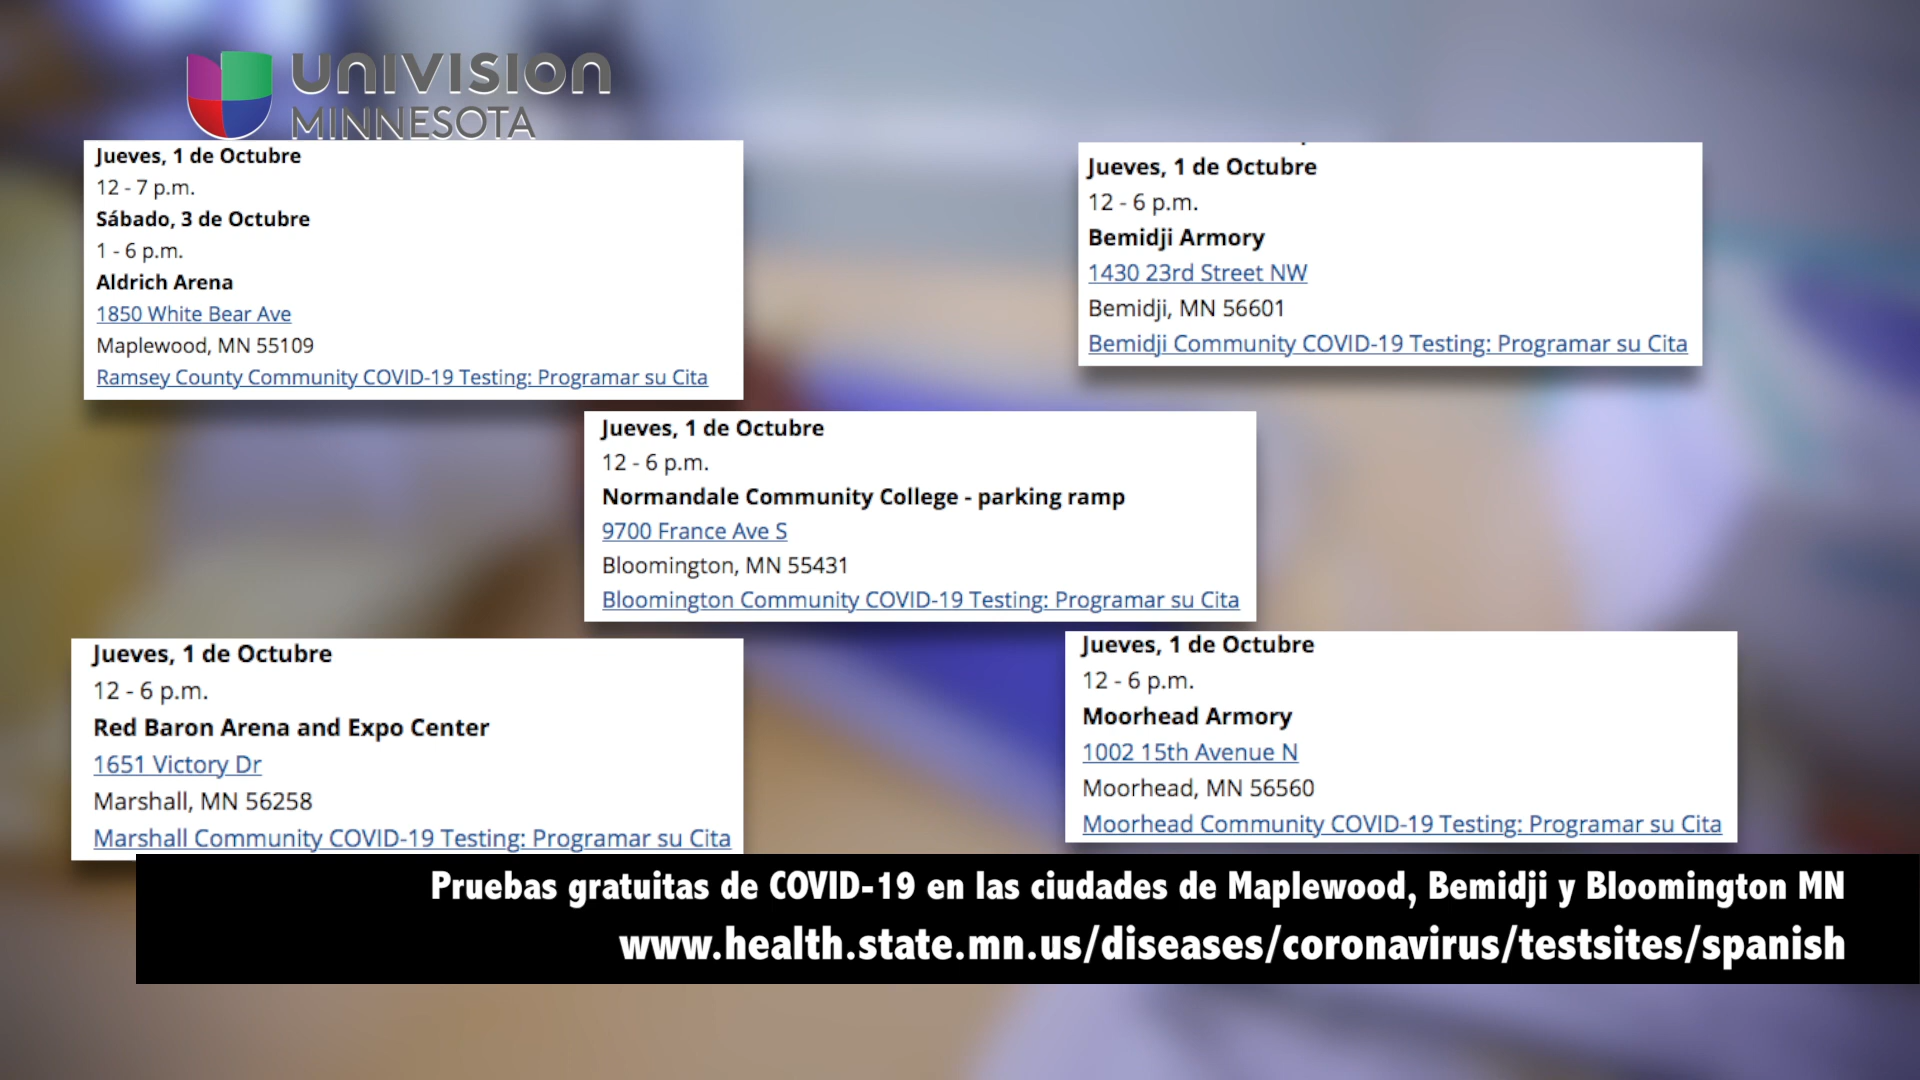 UNIVISION
MINNESOTA
Jueves, 1 de Octubre
12 - 7 p.m.
Sábado, 3 de Octubre
1 - 6 p.m.
Aldrich Arena
1850 White Bear Ave
Maplewood, MN 55109
Ramsey County Community COVID-19 Testing: Programar su Cita
Jueves, 1 de Octubre
12 - 6 p.m.
Bemidji Armory
1430 23rd Street NW
Bemidji, MN 56601
Bemidji Community COVID-19 Testing: Programar su Cita
Jueves, 1 de Octubre
12 - 6 p.m.
Normandale Community College - parking ramp
9700 France Ave S
Bloomington, MN 55431
Bloomington Community COVID-19 Testing: Programar su Cita
Jueves, 1 de Octubre
12 - 6 p.m.
Red Baron Arena and Expo Center
1651 Victory Dr
Marshall, MN 56258
Marshall Community COVID-19 Testing: Programar su Cita
Jueves, 1 de Octubre
12 - 6 p.m.
Moorhead Armory
1002 15th Avenue N
Moorhead, MN 56560
Moorhead Community COVID-19 Testing: Programar su Cita
Pruebas gratuitas de COVID-19 en las ciudades de Maplewood, Bemidji y Bloomington MN
www.health.state.mn.us/diseases/coronavirus/testsites/spanish